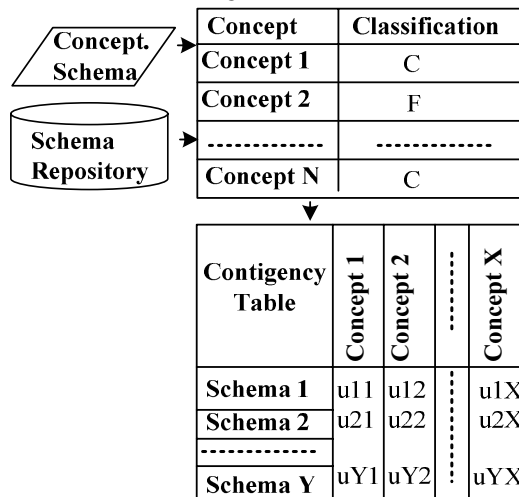 Concept.
Schema
Schema
Repository
Concept Classification
Concept 1 C
Concept 2 F
Concept N C
Contigency
Table
Concept 1
Concept 2
Concept X
Schema 1 u11 u12 u1X
Schema 2 u21 u22 u2X
Schema Y uY1 uY2 uYX